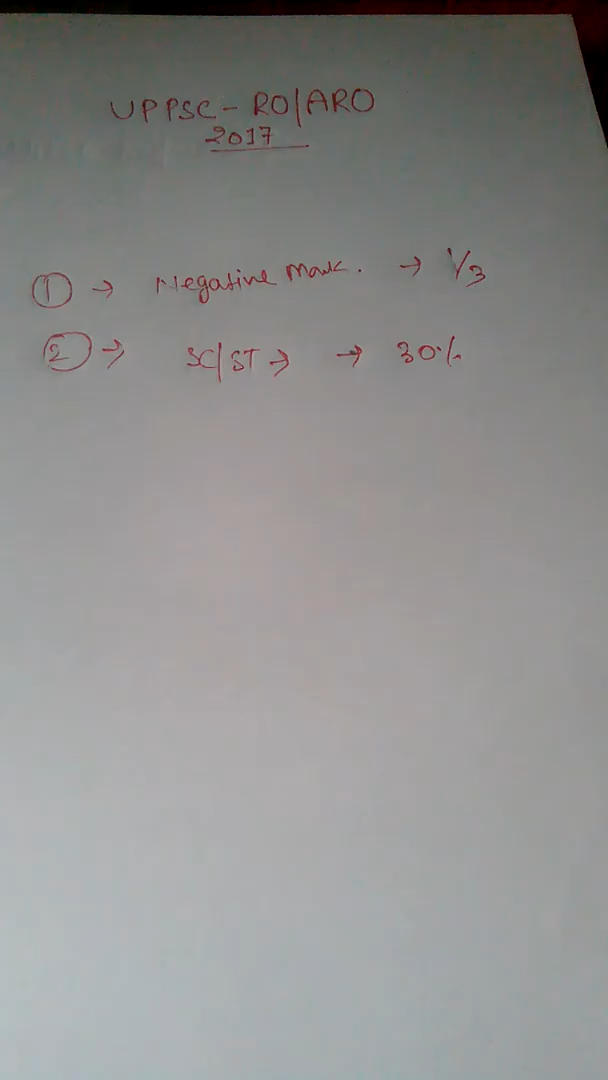 UPPSC - RO/ARO
2017
① → Negative Mark. → 1/3
② → SC/ST → → 30%